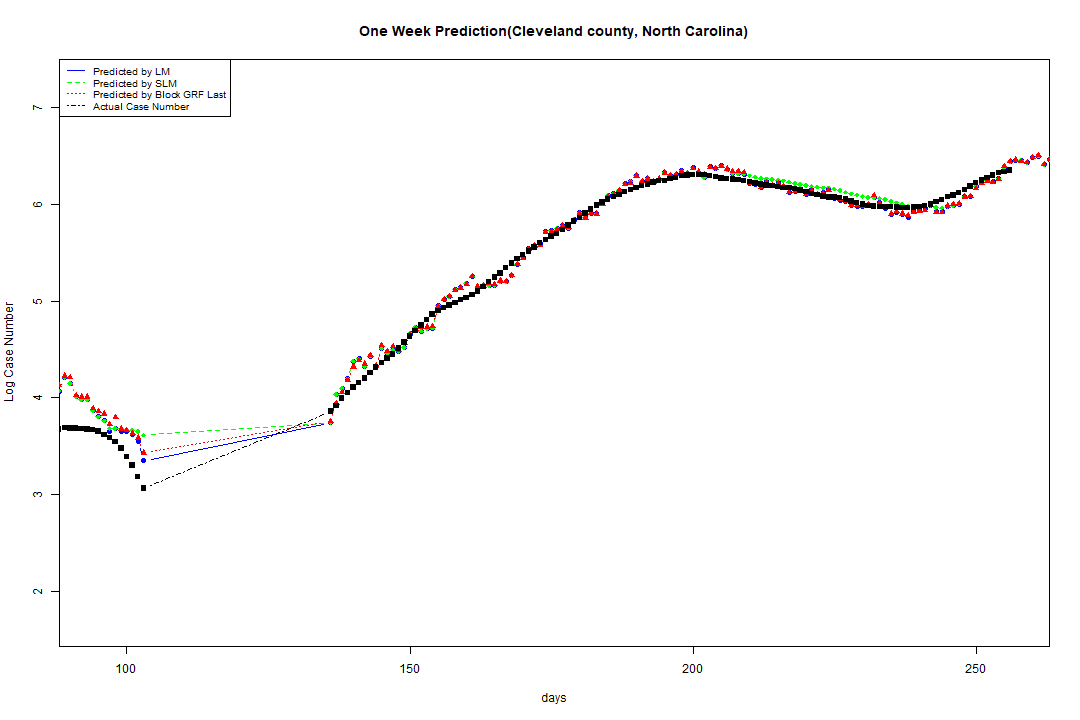 One Week Prediction(Cleveland county, North Carolina)
Predicted by LM
Predicted by SLM
Predicted by Block GRF Last
Actual Case Number
7
6
5
4
3
2
Log Case Number
100 150 200 250
days